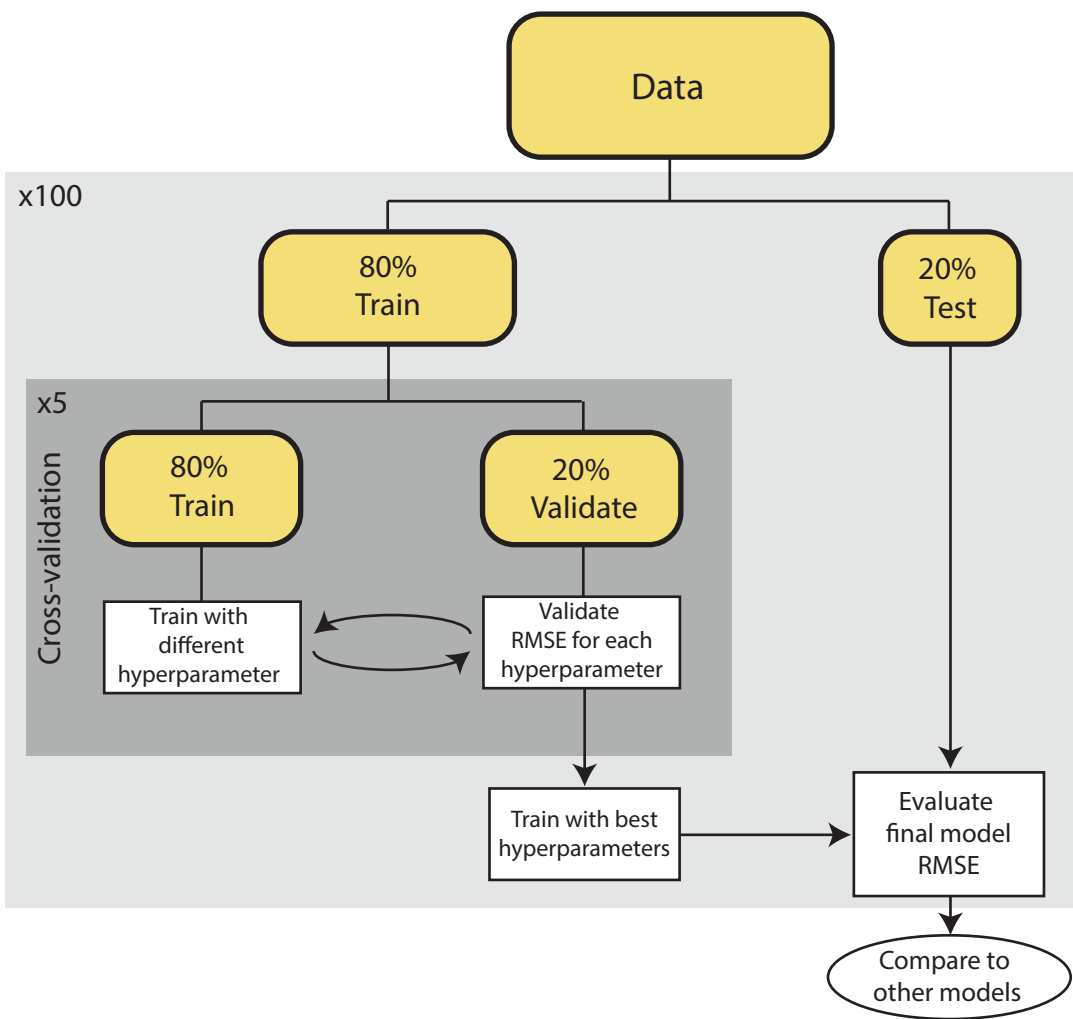 Data
x100
80%
Train
20%
Test
x5
Cross-validation
80%
Train
20%
Validate
Train with
different
hyperparameter
Validate
RMSE for each
hyperparameter
Train with best
hyperparameters
Evaluate
final model
RMSE
Compare to
other models